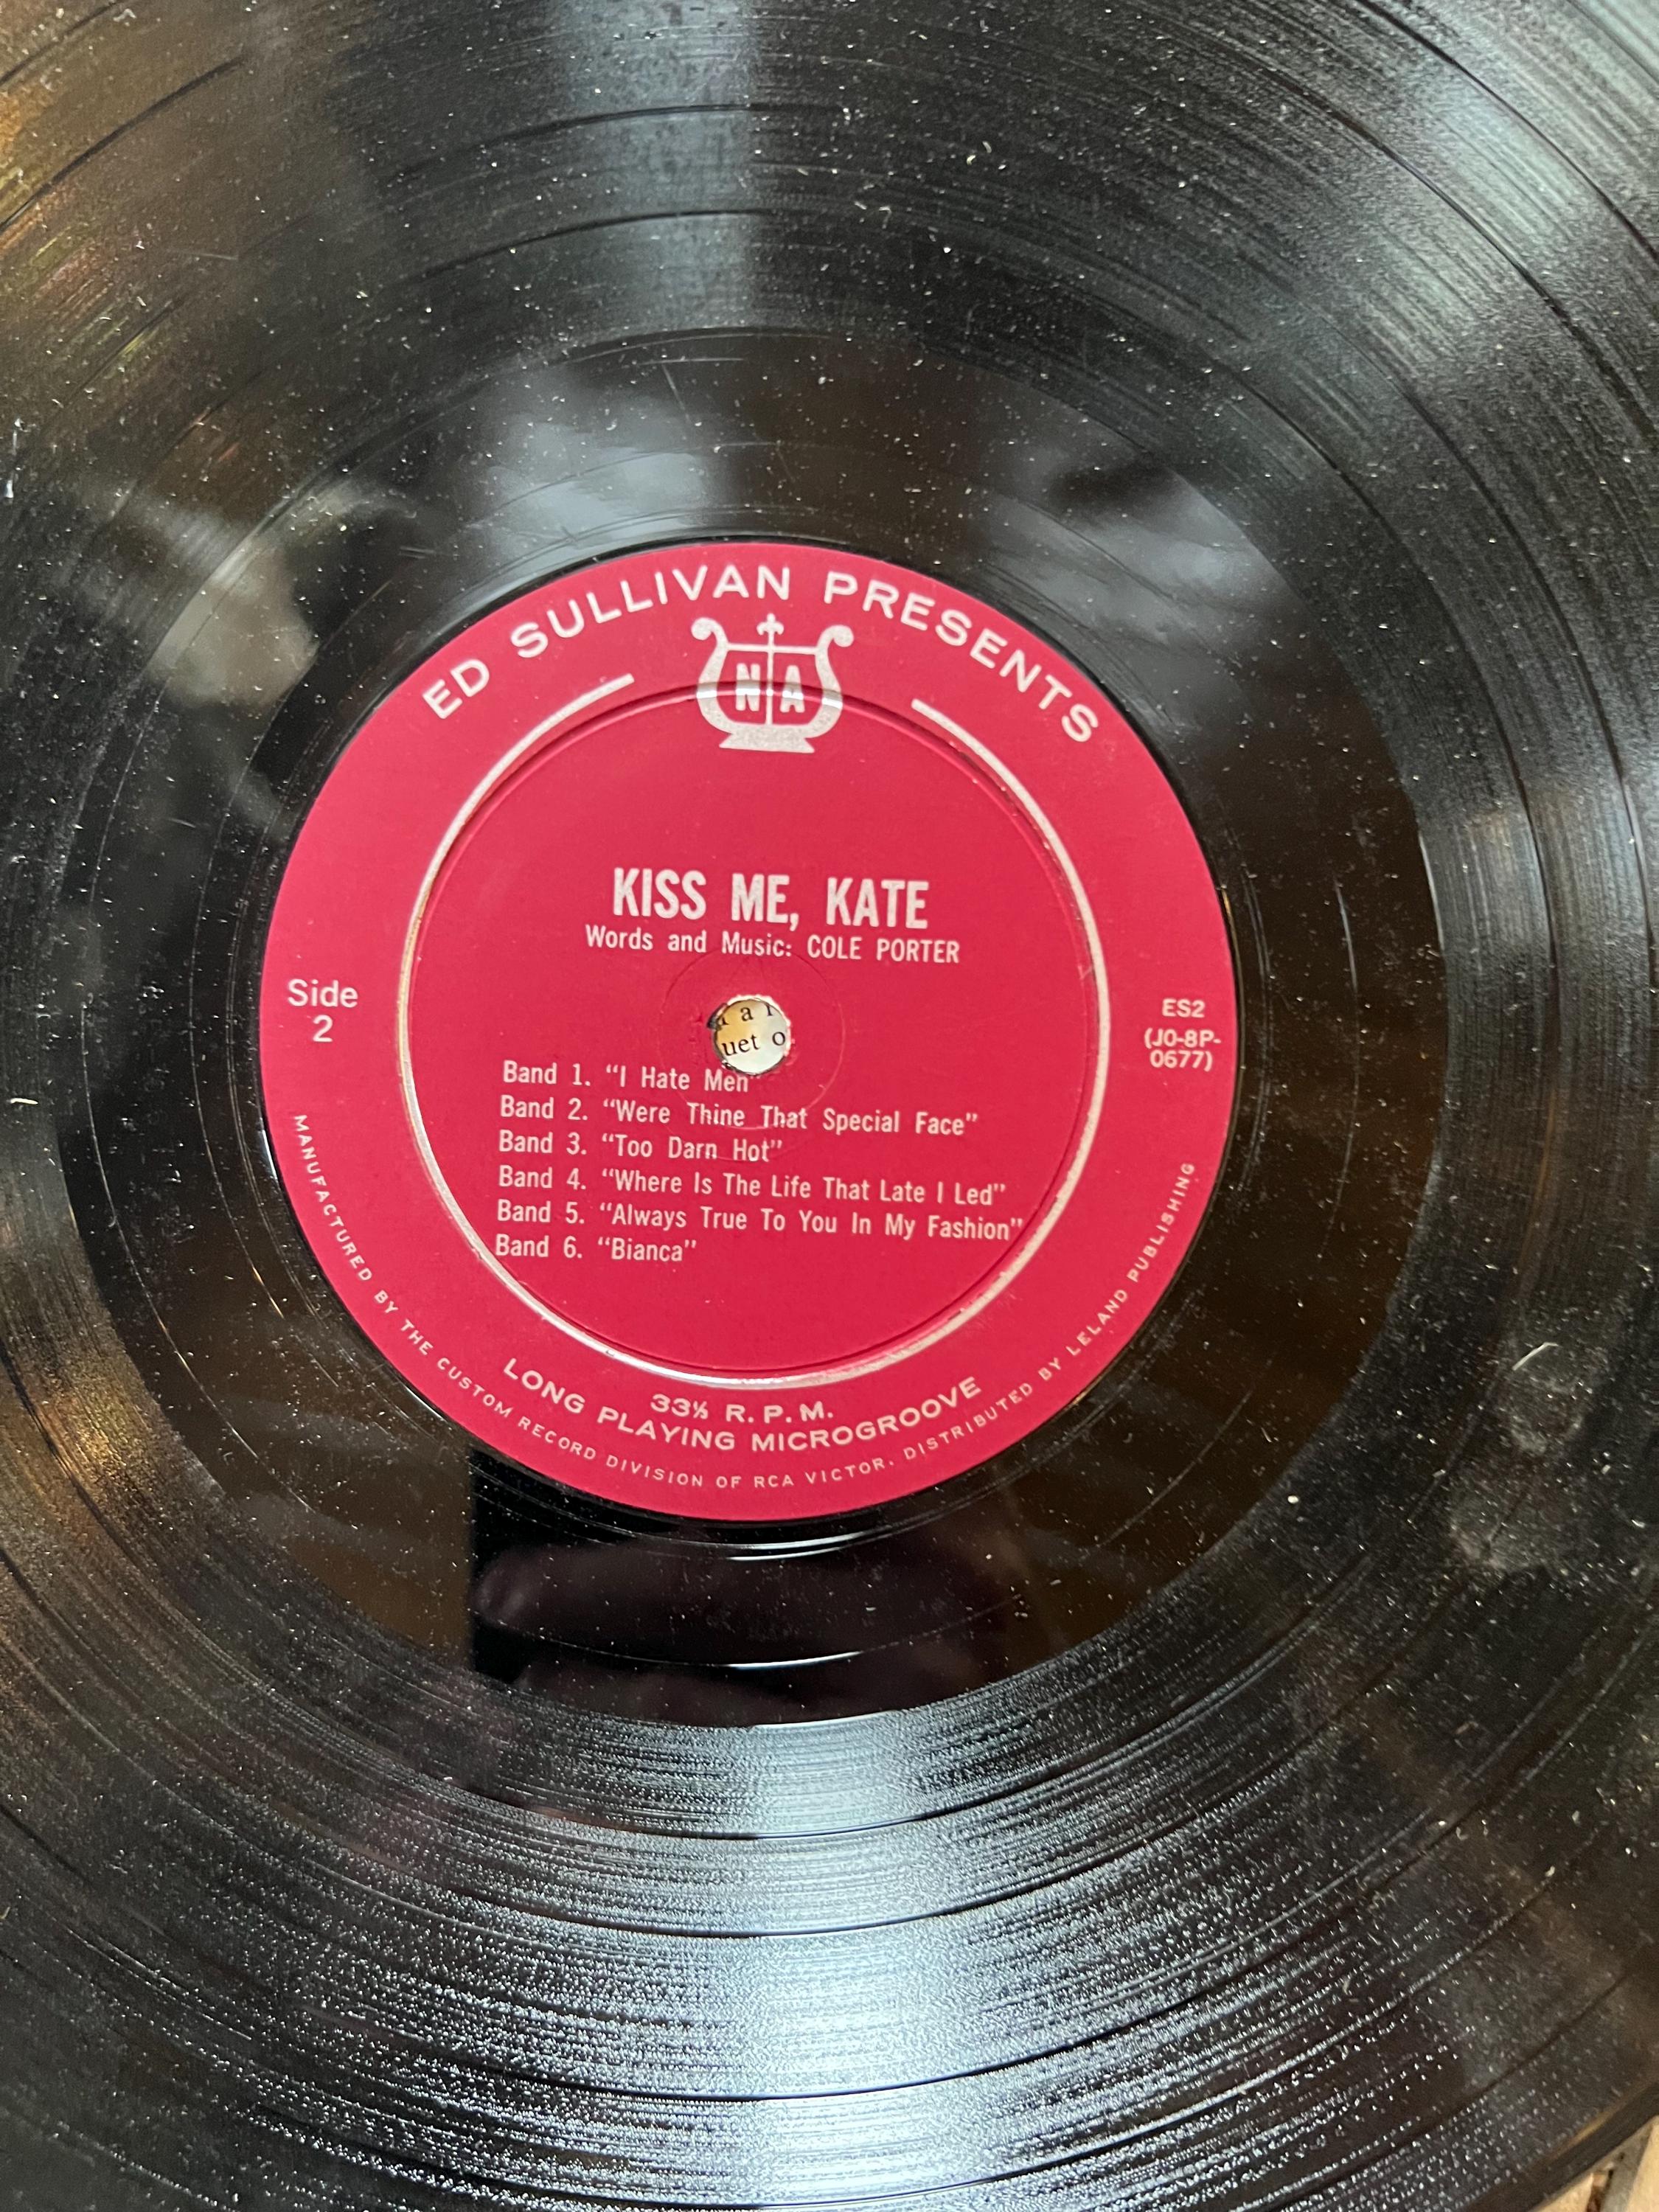 ED SULLIVAN PRESENTS
N A
KISS ME, KATE
Words and Music: COLE PORTER
Side
2
ES2
(J0-8P-
0677)
uet o
Band 1. “I Hate Men”
Band 2. “Were Thine That Special Face”
Band 3. “Too Darn Hot”
Band 4. “Where Is The Life That Late I Led”
Band 5. “Always True To You In My Fashion”
Band 6. “Bianca”
33⅓ R.P.M.
LONG PLAYING MICROGROOVE
MANUFACTURED BY THE CUSTOM RECORD DIVISION OF RCA VICTOR. DISTRIBUTED BY LELAND PUBLISHING